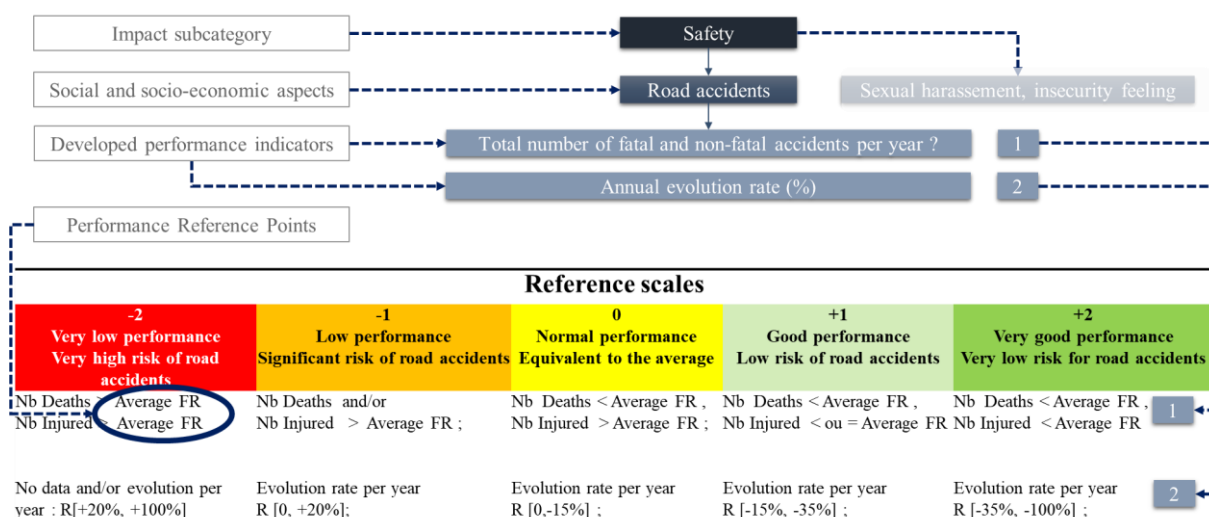 Impact subcategory
Safety
Social and socio-economic aspects
Road accidents
Sexual harassement, insecurity feeling
Developed performance indicators
Total number of fatal and non-fatal accidents per year ?
1
Annual evolution rate (%)
2
Performance Reference Points
Reference scales
-2
Very low performance
Very high risk of road
accidents
-1
Low performance
Significant risk of road accidents
0
Normal performance
Equivalent to the average
+1
Good performance
Low risk of road accidents
+2
Very good performance
Very low risk for road accidents
Nb Deaths > Average FR
Nb Injured > Average FR
Nb Deaths and/or
Nb Injured > Average FR ;
Nb Deaths < Average FR ,
Nb Injured > Average FR ;
Nb Deaths < Average FR ,
Nb Injured < ou = Average FR
Nb Deaths < Average FR ,
Nb Injured < Average FR
1
No data and/or evolution per
year : R[+20%, +100%]
Evolution rate per year
R [0, +20%];
Evolution rate per year
R [0,-15%] ;
Evolution rate per year
R [-15%, -35%] ;
Evolution rate per year
R [-35%, -100%] ;
2